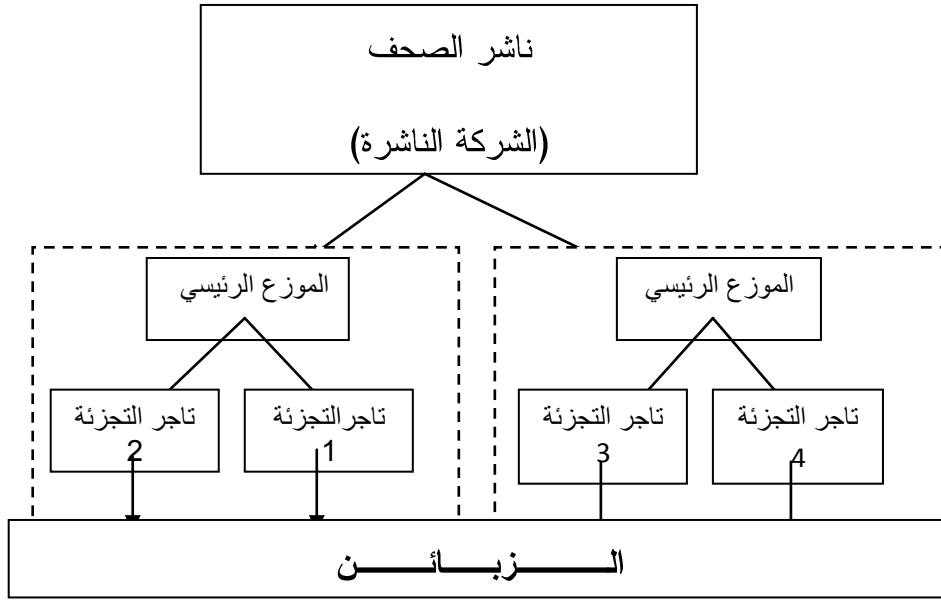 ناشر الصحف
(الشركة الناشرة)
الموزع الرئيسي
الموزع الرئيسي
تاجر التجزئة
4
تاجر التجزئة
3
تاجرالتجزئة
1
تاجر التجزئة
2
الـــزبـــائـــن